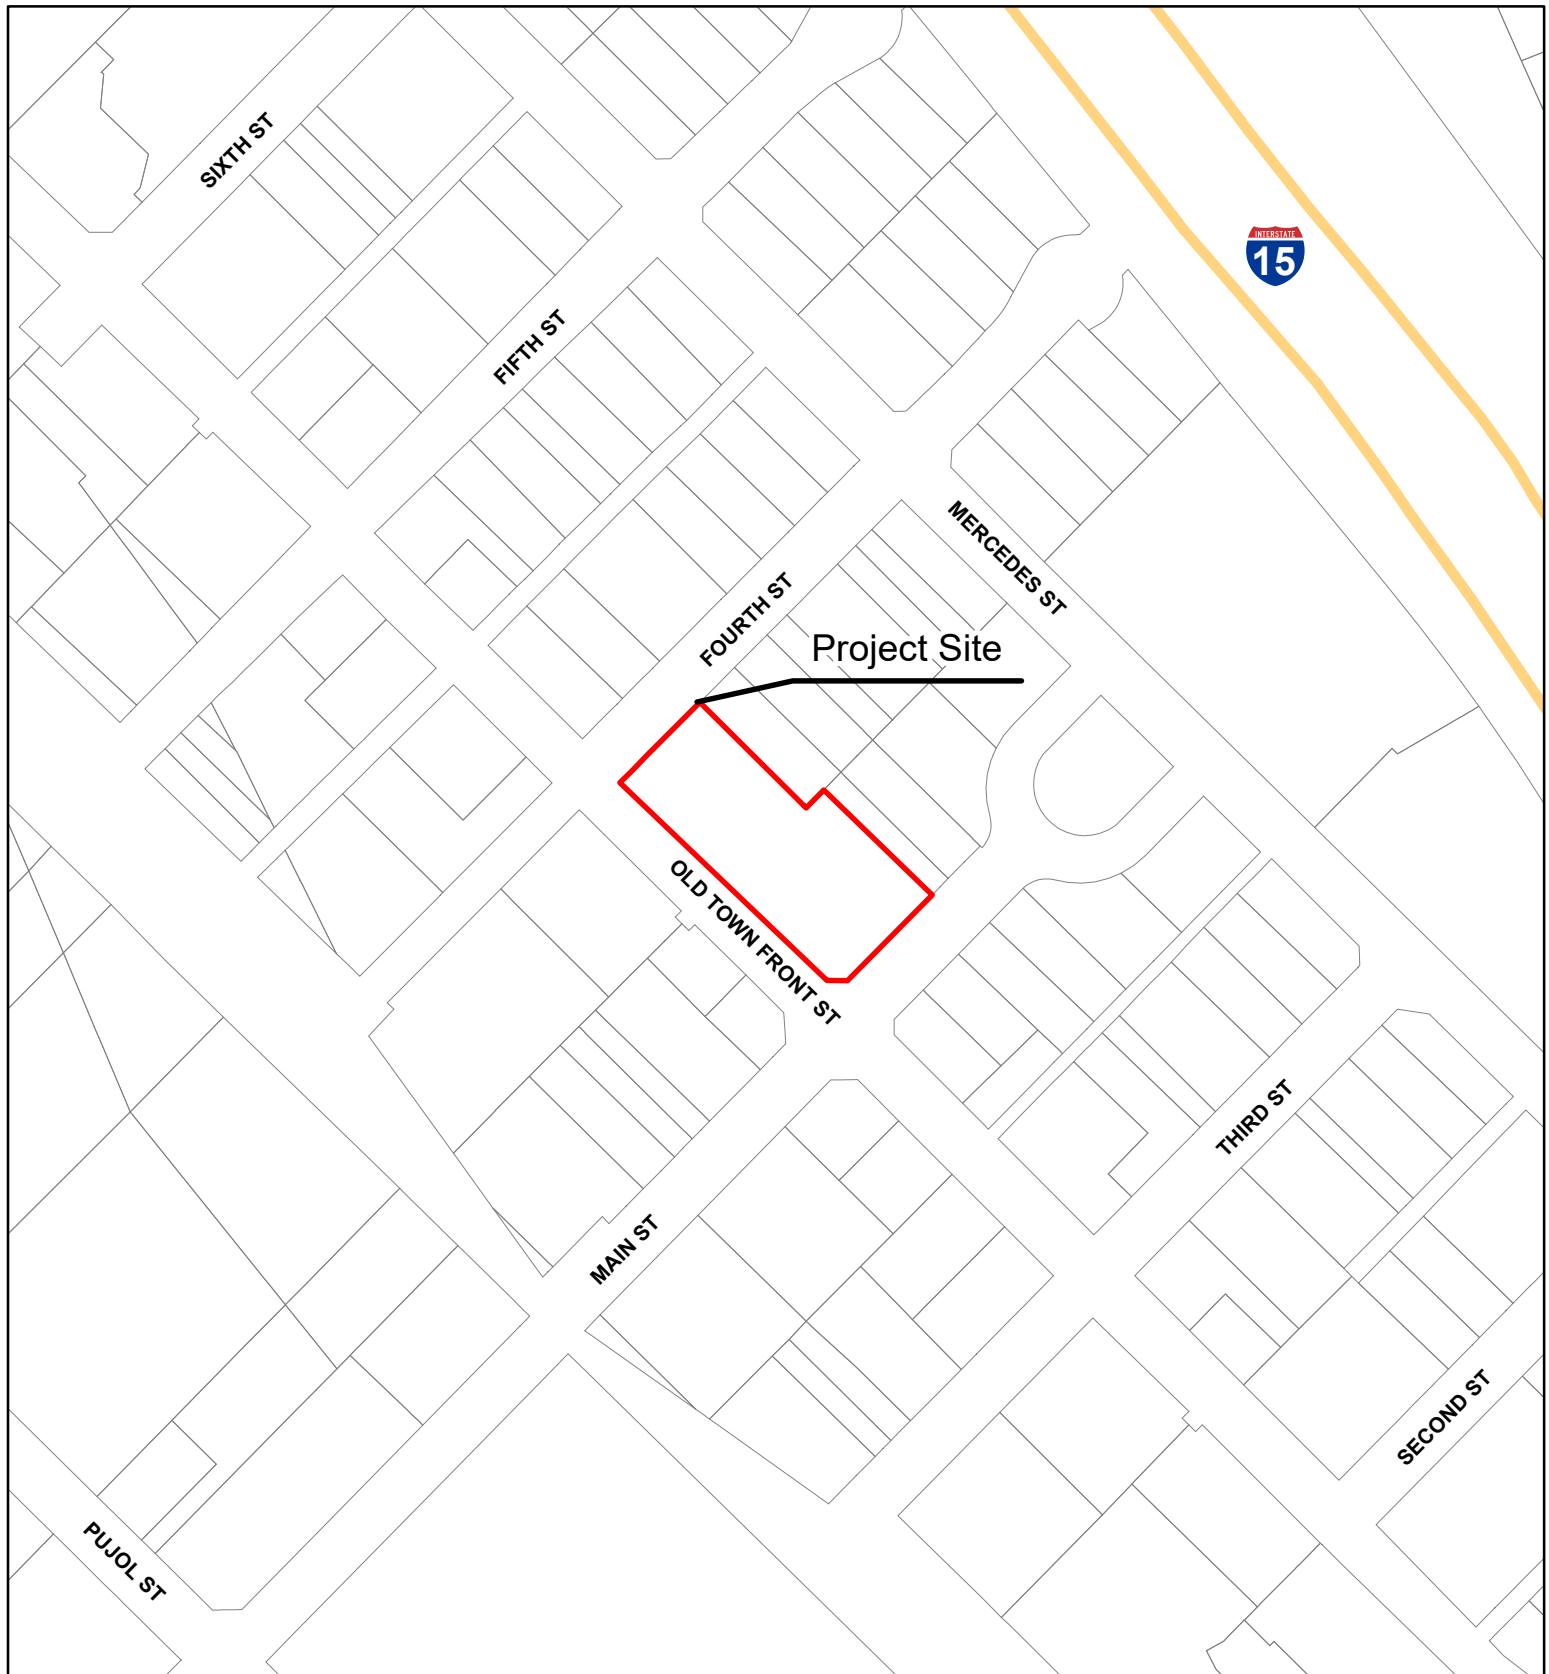 SIXTH ST
INTERSTATE
15
FIFTH ST
MERCEDES ST
FOURTH ST
Project Site
OLD TOWN FRONT ST
THIRD ST
MAIN ST
SECOND ST
PUJOL ST